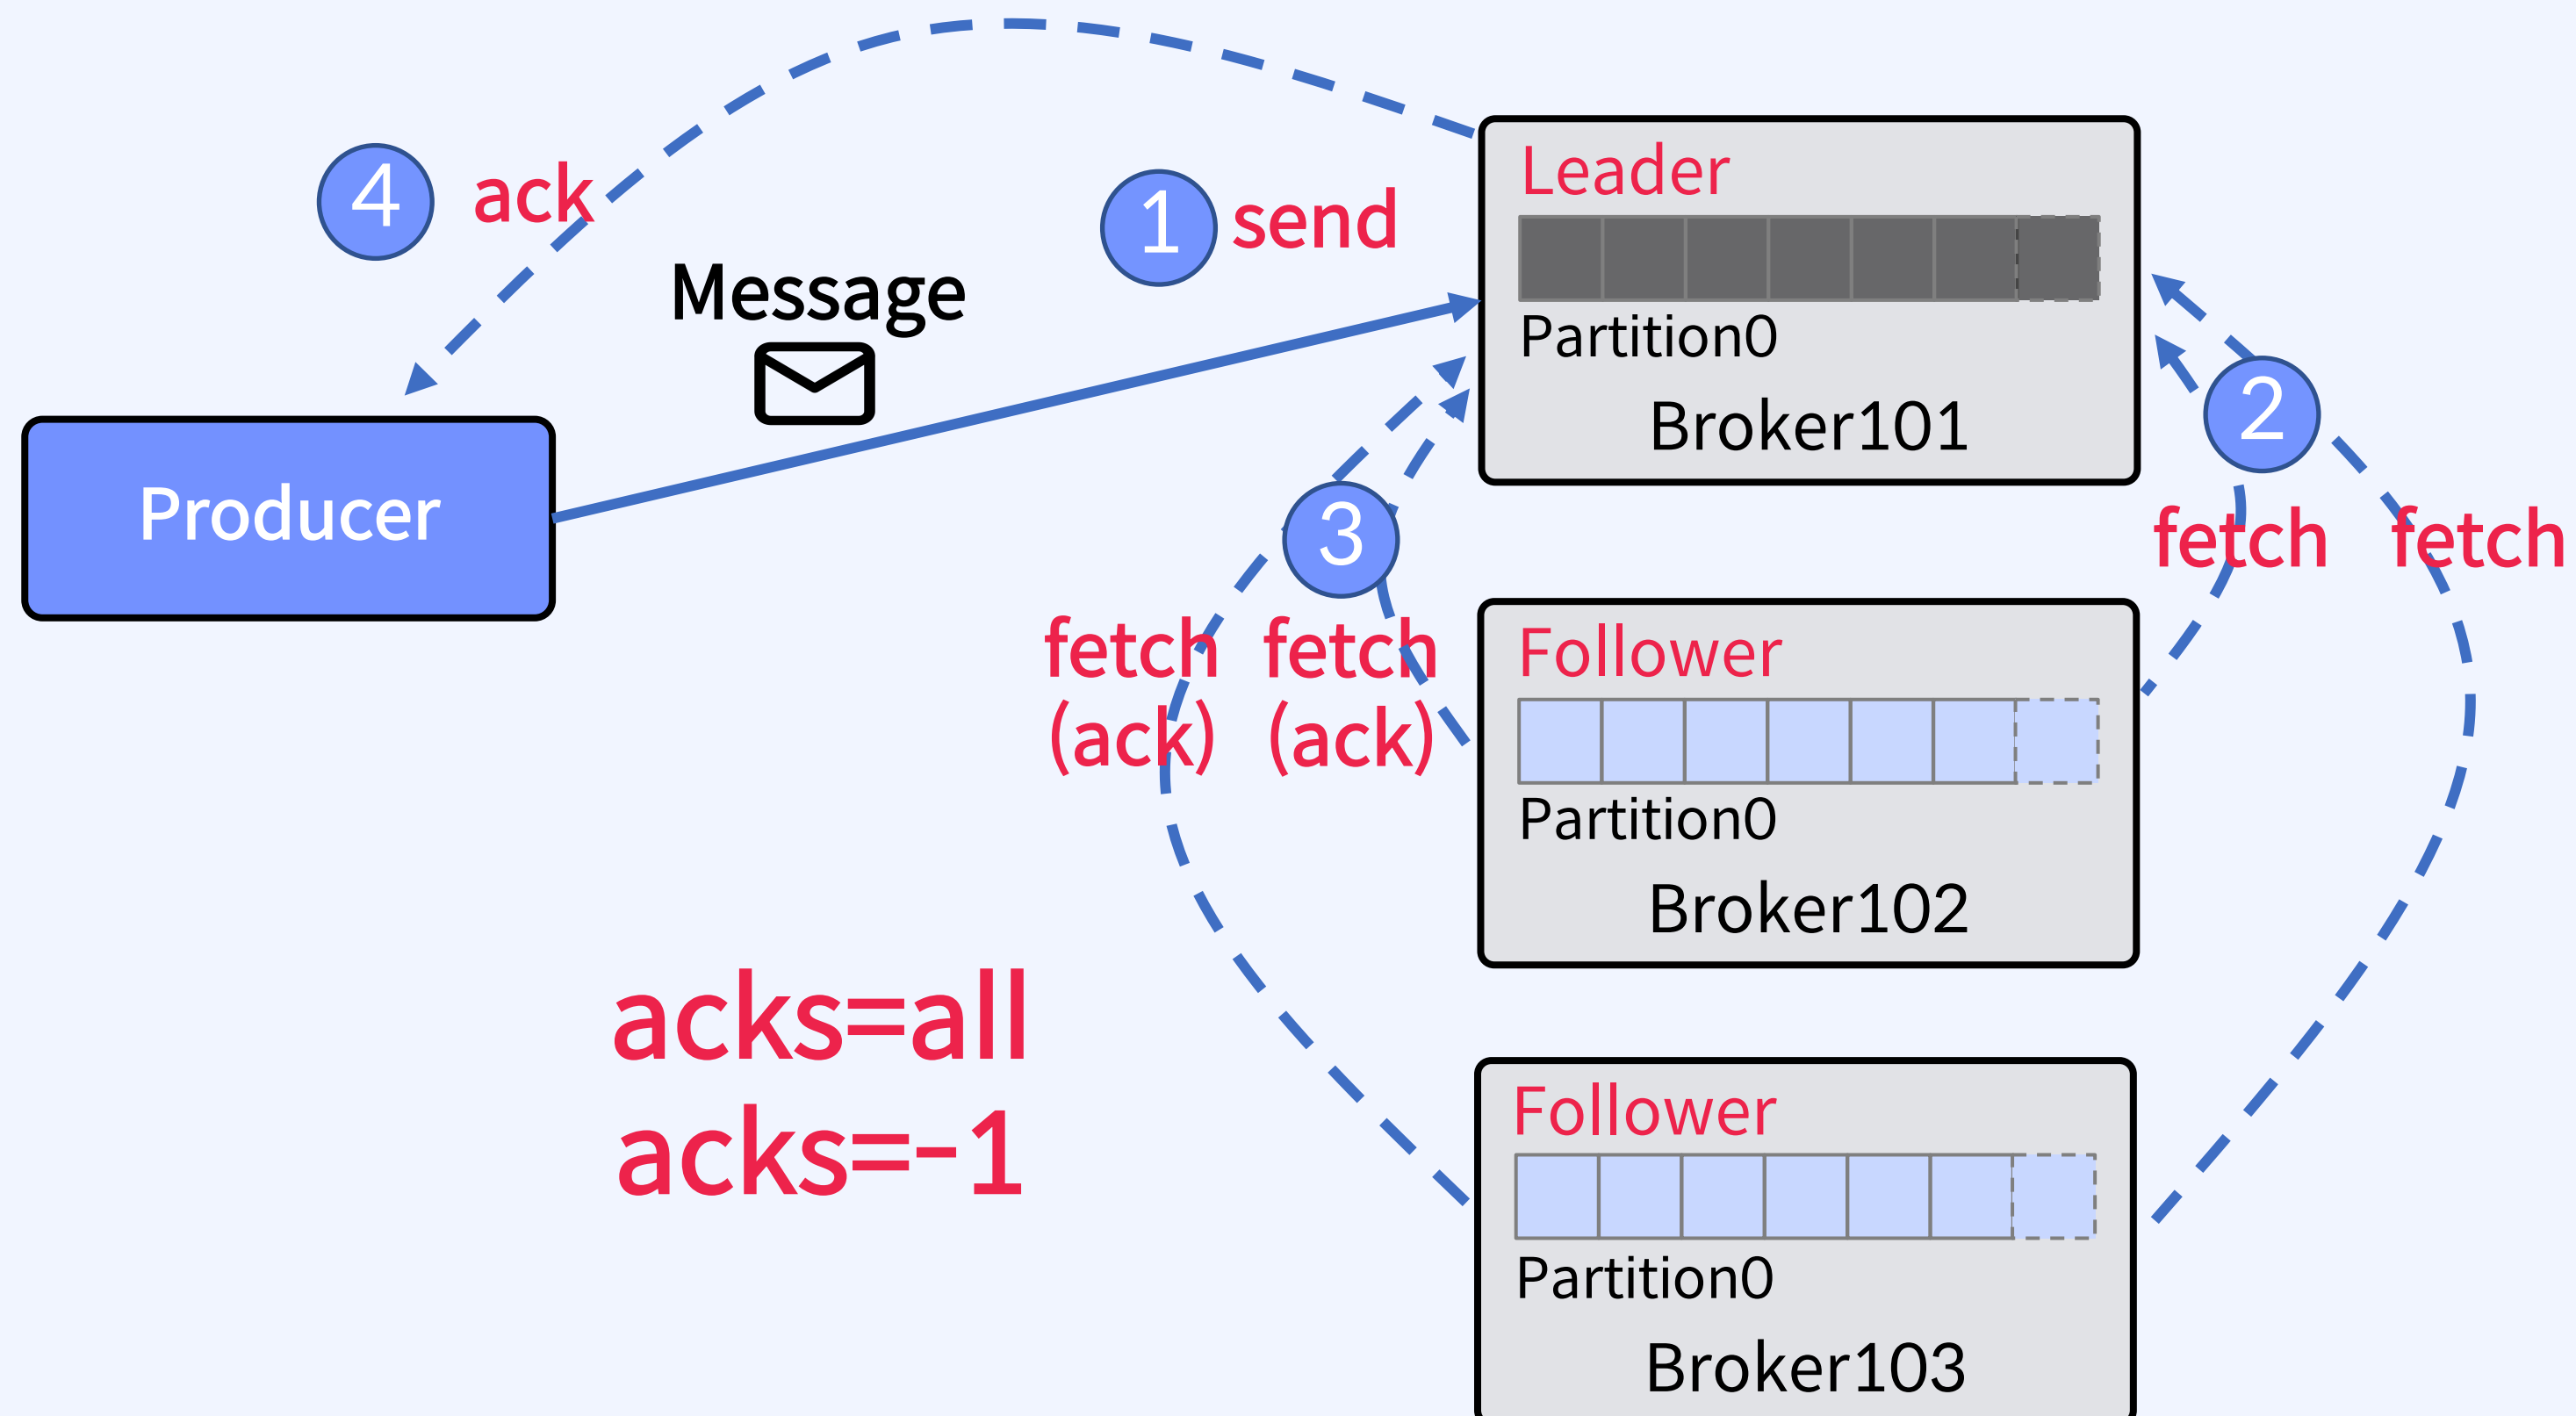 4
ack
1
send
Message
Producer
Leader
Partition0
Broker101
2
fetch
fetch
3
fetch
(ack)
fetch
(ack)
Follower
Partition0
Broker102
acks=all
acks=-1
Follower
Partition0
Broker103